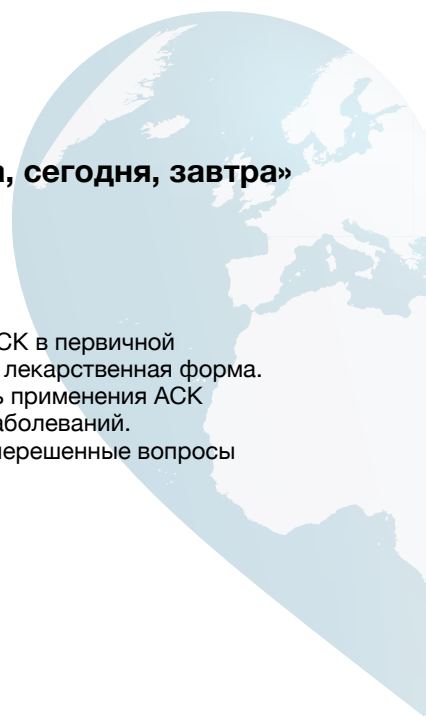 , сегодня, завтра»
СК в первичной
лекарственная форма.
применения АСК
аболеваний.
нерешенные вопросы